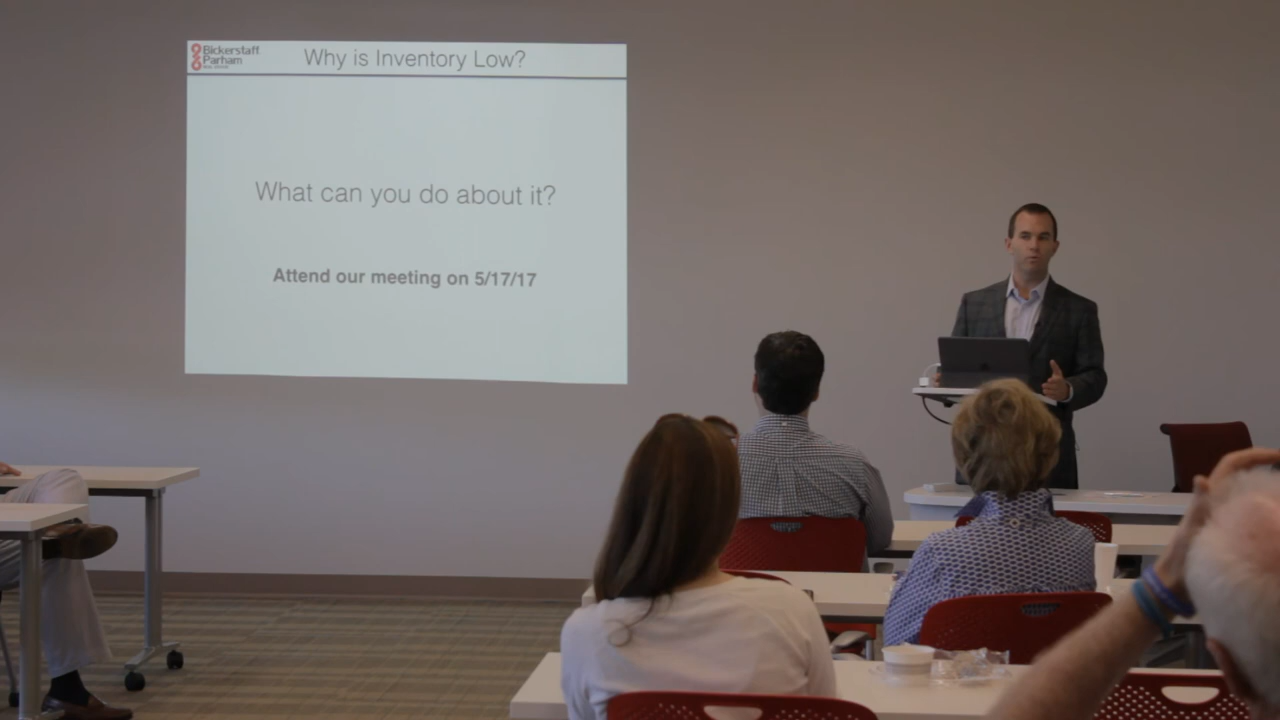 Bickerstaff
Parham
Why is Inventory Low?
What can you do about it?
Attend our meeting on 5/17/17